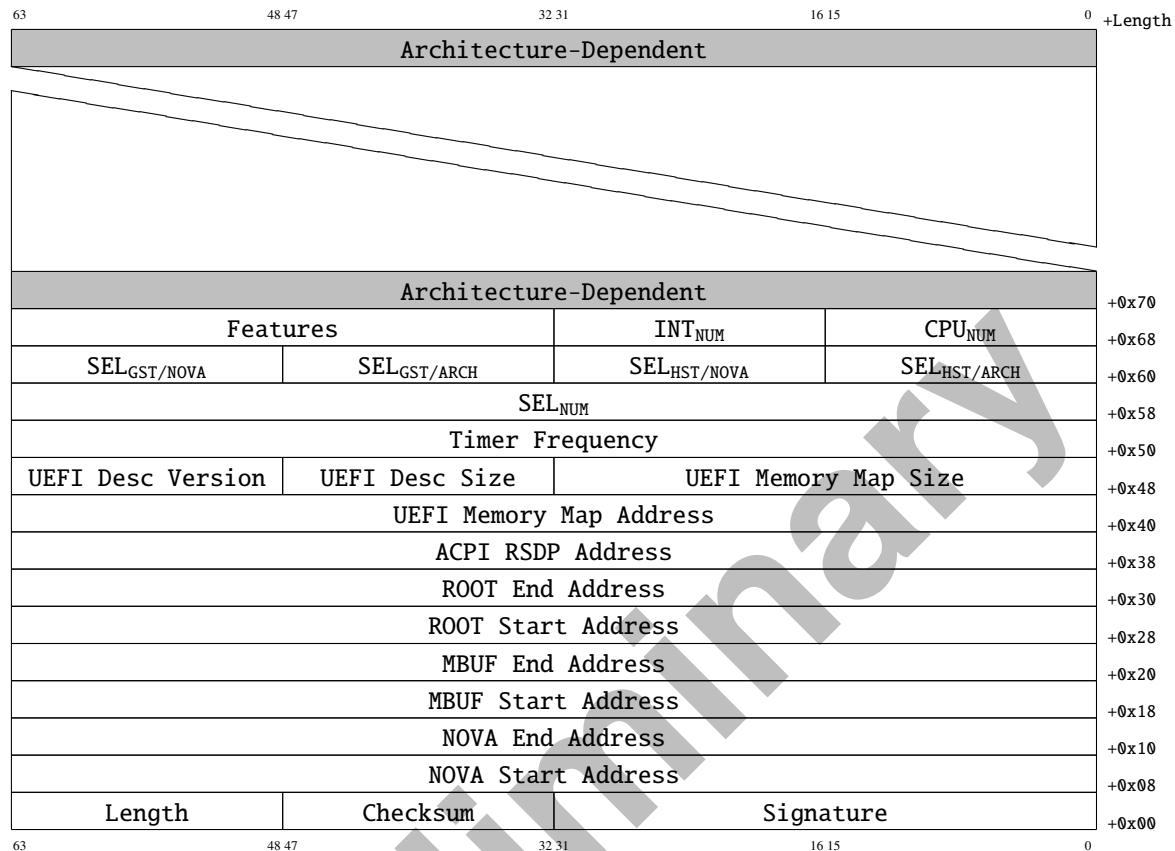 63 48 47 32 31 16 15 0 +Length
Architecture-Dependent
Architecture-Dependent +0x70
Features INT_NUM CPU_NUM +0x68
SEL_GST/NOVA SEL_GST/ARCH SEL_HST/NOVA SEL_HST/ARCH +0x60
SEL_NUM +0x58
Timer Frequency +0x50
UEFI Desc Version UEFI Desc Size UEFI Memory Map Size +0x48
UEFI Memory Map Address +0x40
ACPI RSDP Address +0x38
ROOT End Address +0x30
ROOT Start Address +0x28
MBUF End Address +0x20
MBUF Start Address +0x18
NOVA End Address +0x10
NOVA Start Address +0x08
Length Checksum Signature +0x00
63 48 47 32 31 16 15 0
liminary